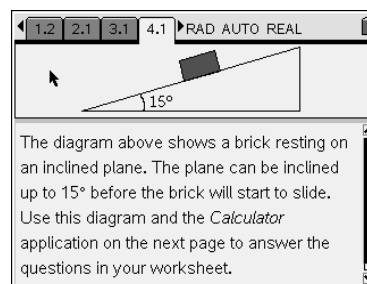 1.2 2.1 3.1 4.1 RAD AUTO REAL
15°
The diagram above shows a brick resting on
an inclined plane. The plane can be inclined
up to 15° before the brick will start to slide.
Use this diagram and the Calculator
application on the next page to answer the
questions in your worksheet.